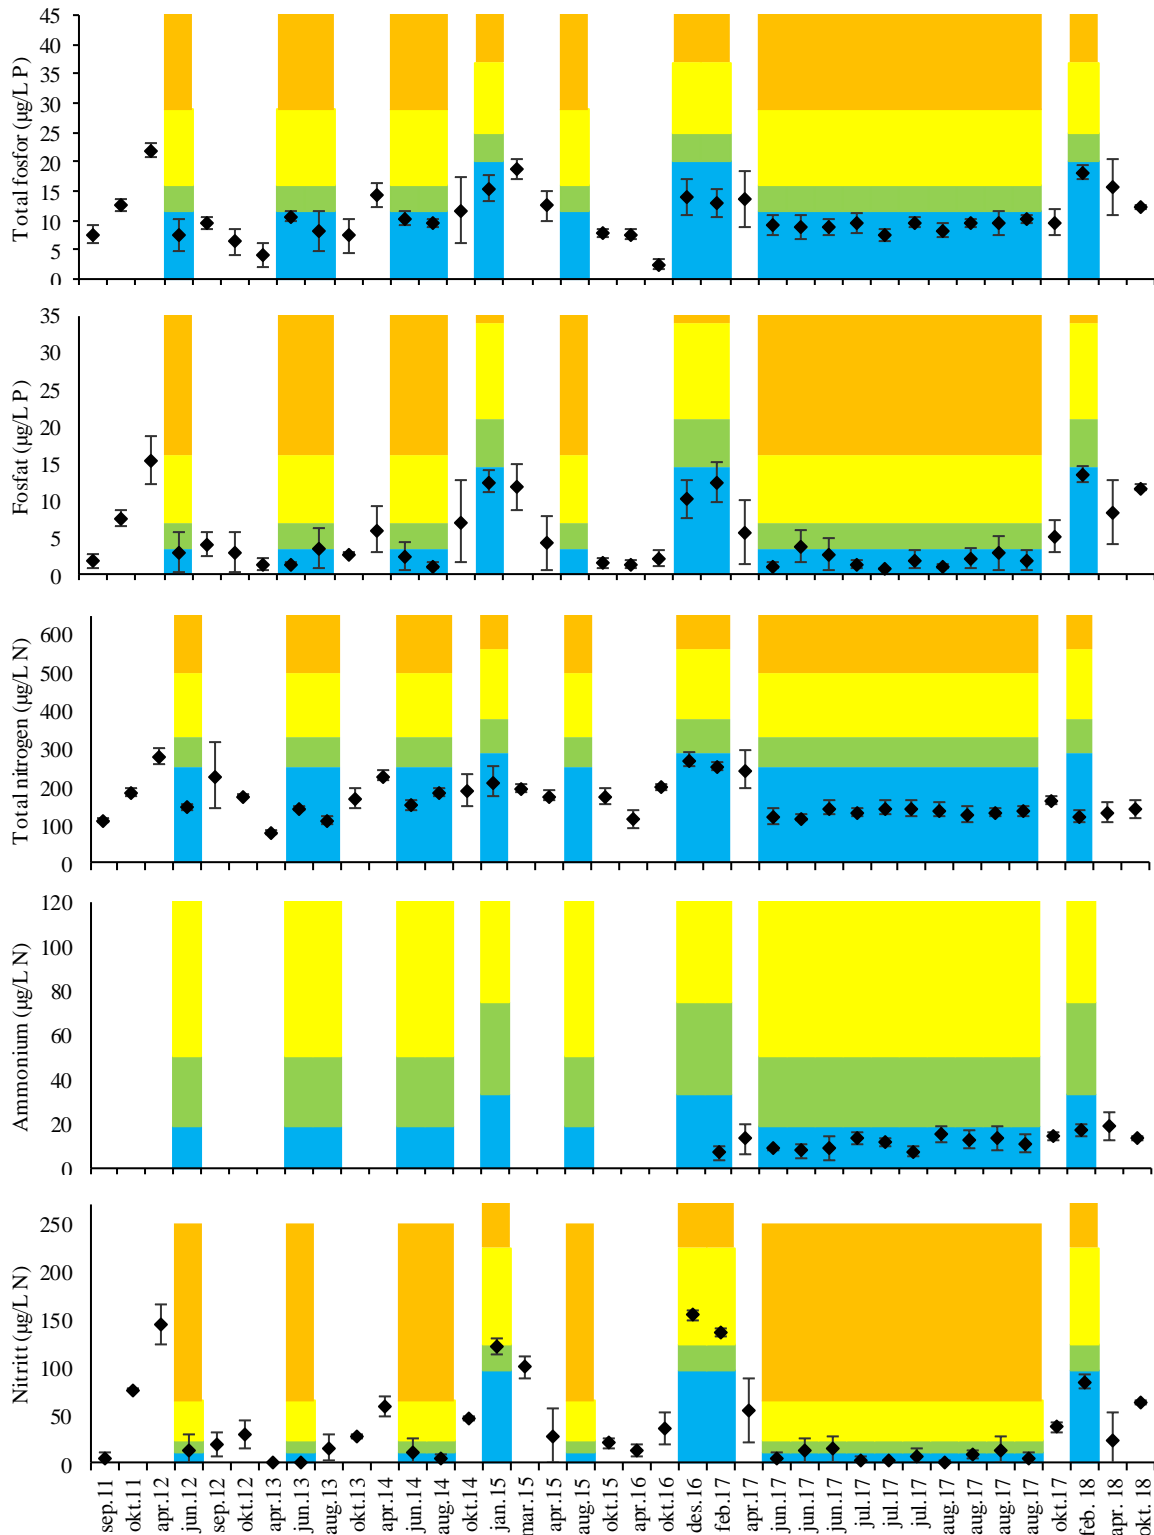 Total fosfor (µg/L P)
45
40
35
30
25
20
15
10
5
0
Fosfat (µg/L P)
35
30
25
20
15
10
5
0
Total nitrogen (µg/L N)
600
500
400
300
200
100
0
Ammonium (µg/L N)
120
100
80
60
40
20
0
Nitritt (µg/L N)
250
200
150
100
50
0
sep.11
okt.11
apr.12
jun.12
sep.12
okt.12
apr.13
jun.13
aug.13
okt.13
apr.14
jun.14
aug.14
okt.14
jan.15
mar.15
apr.15
aug.15
okt.15
apr.16
okt.16
des.16
feb.17
apr.17
jun.17
jun.17
jun.17
jul.17
jul.17
jul.17
aug.17
aug.17
aug.17
aug.17
okt.17
feb. 18
apr. 18
okt. 18